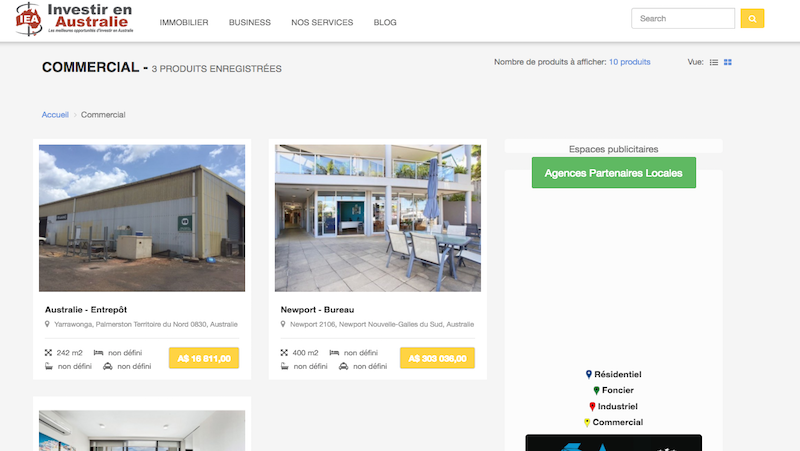 IEA
Investir en
Australie
Les meilleures opportunités d'investir en Australie
IMMOBILIER
BUSINESS
NOS SERVICES
BLOG
Search
COMMERCIAL - 3 PRODUITS ENREGISTRÉES
Nombre de produits à afficher: 10 produits
Vue:
Accueil › Commercial
Australie - Entrepôt
Yarrawonga, Palmerston Territoire du Nord 0830, Australie
242 m2 non défini
non défini non défini
A$ 16 611,00
Newport - Bureau
Newport 2106, Newport Nouvelle-Galles du Sud, Australie
400 m2 non défini
non défini non défini
A$ 303 036,00
Espaces publicitaires
Agences Partenaires Locales
Résidentiel
Foncier
Industriel
Commercial